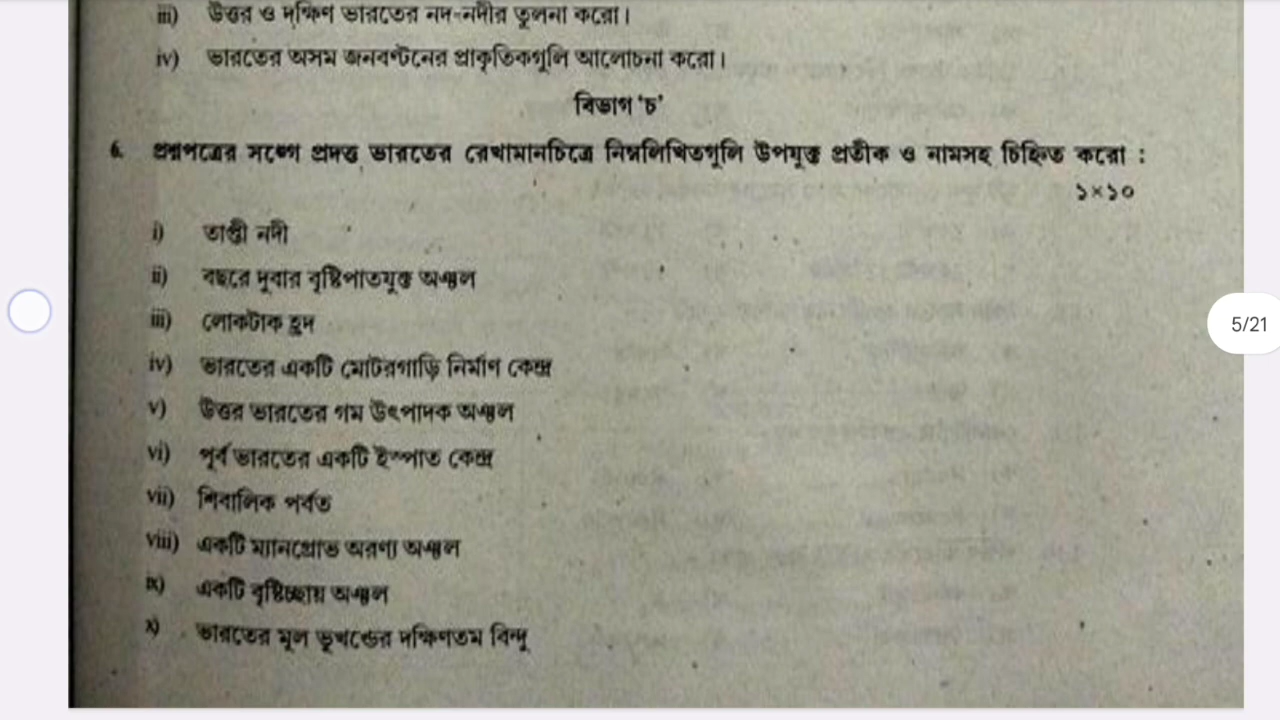 iii) উত্তর ও দক্ষিণ ভারতের নদ-নদীর তুলনা করো।
iv) ভারতের অসম জনবণ্টনের প্রাকৃতিকগুলি আলোচনা করো।
বিভাগ 'চ'
6. প্রশ্নপত্রের সঙ্গে প্রদত্ত ভারতের রেখামানচিত্রে নিম্নলিখিতগুলি উপযুক্ত প্রতীক ও নামসহ চিহ্নিত করো :
১×১০
i) তাপ্তী নদী
ii) বছরে দুবার বৃষ্টিপাতযুক্ত অঞ্চল
5/21
iii) লোকটাক হ্রদ
iv) ভারতের একটি মোটরগাড়ি নির্মাণ কেন্দ্র
v) উত্তর ভারতের গম উৎপাদক অঞ্চল
vi) পূর্ব ভারতের একটি ইস্পাত কেন্দ্র
vii) শিবালিক পর্বত
viii) একটি ম্যানগ্রোভ অরণ্য অঞ্চল
ix) একটি বৃষ্টিচ্ছায় অঞ্চল
x) ভারতের মূল ভূখণ্ডের দক্ষিণতম বিন্দু